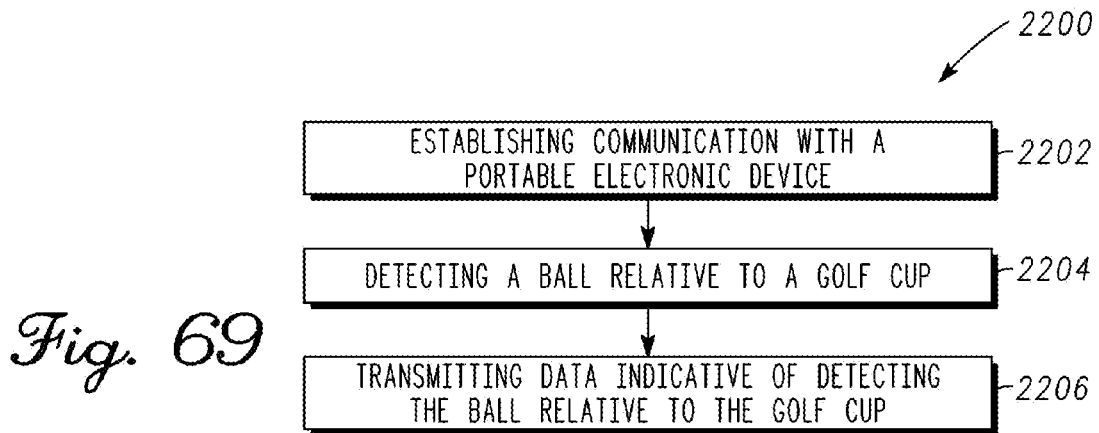 2200
ESTABLISHING COMMUNICATION WITH A
PORTABLE ELECTRONIC DEVICE
2202
DETECTING A BALL RELATIVE TO A GOLF CUP
2204
Fig. 69
TRANSMITTING DATA INDICATIVE OF DETECTING
THE BALL RELATIVE TO THE GOLF CUP
2206